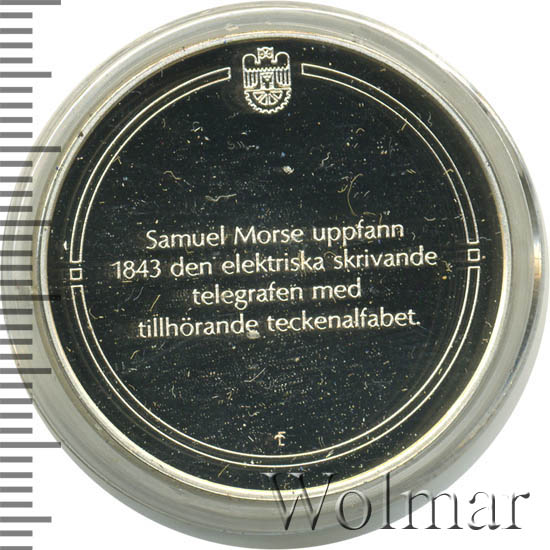 Samuel Morse uppfann
1843 den elektriska skrivande
telegrafen med
tillhörande teckenalfabet.
Wolmar